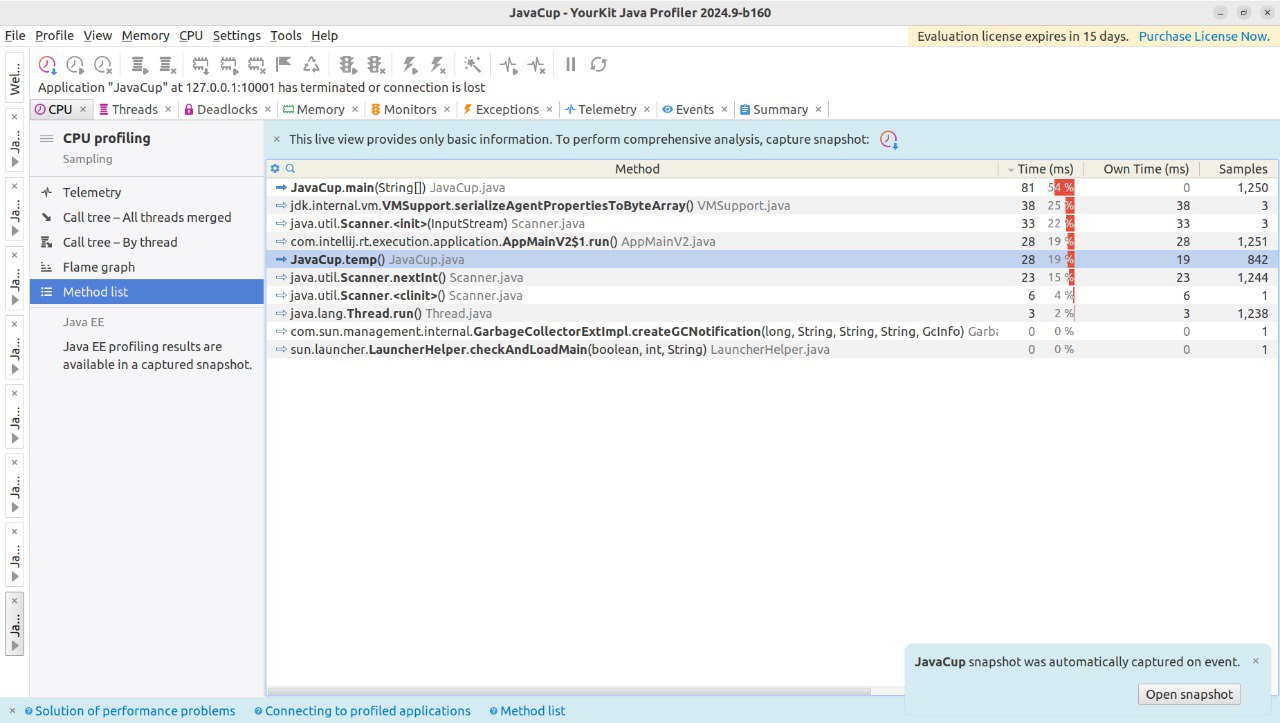 JavaCup - YourKit Java Profiler 2024.9-b160
File Profile View Memory CPU Settings Tools Help
Evaluation license expires in 15 days. Purchase License Now.
Application "JavaCup" at 127.0.0.1:10001 has terminated or connection is lost
Wel...
Ja...
Ja...
Ja...
Ja...
Ja...
Ja...
Ja...
Ja...
CPU Threads Deadlocks Memory Monitors Exceptions Telemetry Events Summary
CPU profiling
Sampling
Telemetry
Call tree – All threads merged
Call tree – By thread
Flame graph
Method list
Java EE
Java EE profiling results are
available in a captured snapshot.
This live view provides only basic information. To perform comprehensive analysis, capture snapshot:
Method Time (ms) Own Time (ms) Samples
JavaCup.main(String[]) JavaCup.java 81 54 % 0 1,250
jdk.internal.vm.VMSupport.serializeAgentPropertiesToByteArray() VMSupport.java 38 25 % 38 3
java.util.Scanner.<init>(InputStream) Scanner.java 33 22 % 33 3
com.intellij.rt.execution.application.AppMainV2$1.run() AppMainV2.java 28 19 % 28 1,251
JavaCup.temp() JavaCup.java 28 19 % 19 842
java.util.Scanner.nextInt() Scanner.java 23 15 % 23 1,244
java.util.Scanner.<clinit>() Scanner.java 6 4 % 6 1
java.lang.Thread.run() Thread.java 3 2 % 3 1,238
com.sun.management.internal.GarbageCollectorExtImpl.createGCNotification(long, String, String, String, GcInfo) Garba 0 0 % 0 1
sun.launcher.LauncherHelper.checkAndLoadMain(boolean, int, String) LauncherHelper.java 0 0 % 0 1
JavaCup snapshot was automatically captured on event.
Open snapshot
Solution of performance problems Connecting to profiled applications Method list